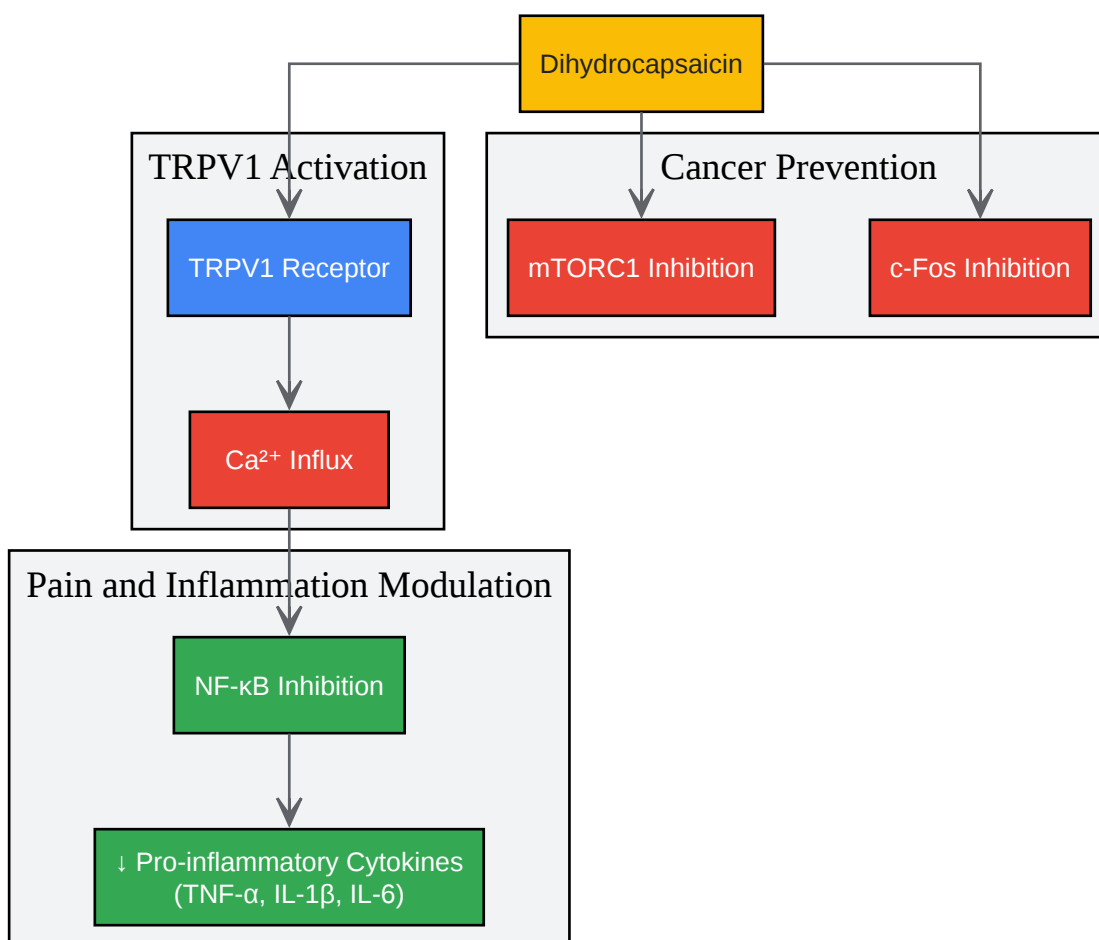 Dihydrocapsaicin
TRPV1 Activation
Cancer Prevention
TRPV1 Receptor
mTORC1 Inhibition
c-Fos Inhibition
Ca²⁺ Influx
Pain and Inflammation Modulation
NF-κB Inhibition
↓ Pro-inflammatory Cytokines
(TNF-α, IL-1β, IL-6)